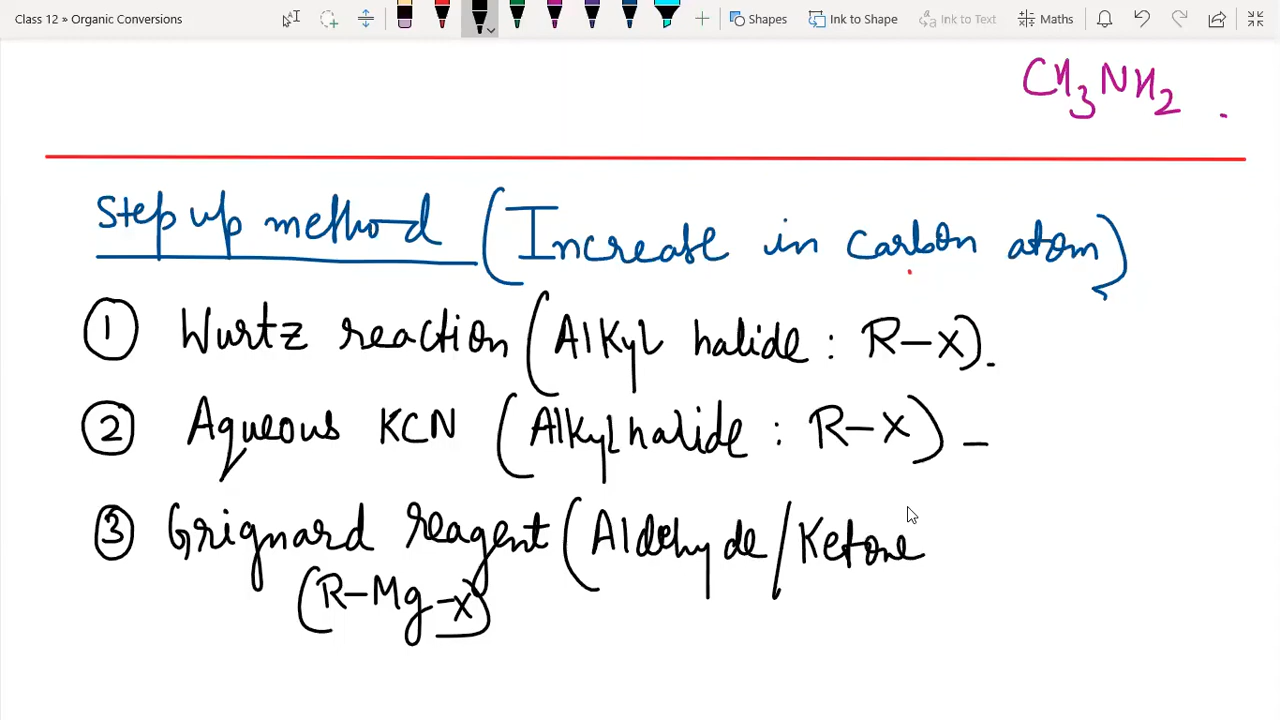 Class 12 » Organic Conversions
Shapes
Ink to Shape
Ink to Text
Maths
CH3NH2 .
Step up method (Increase in carbon atom)
① Wurtz reaction (Alkyl halide : R-X).
② Aqueous KCN (Alkyl halide : R-X) -
③ Grignard reagent (Aldehyde/Ketone
(R-Mg-X)